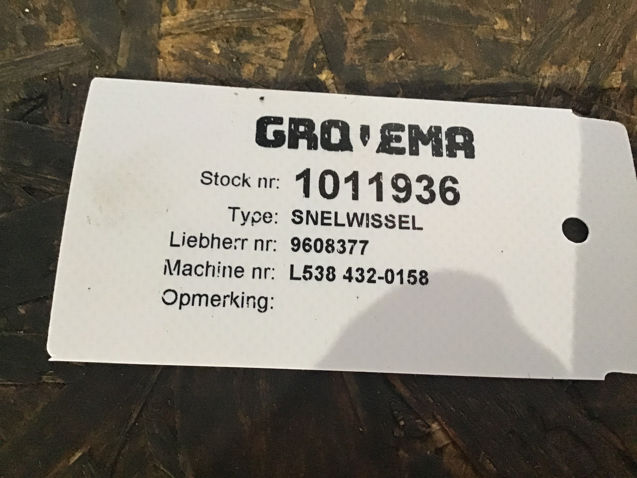 GROVEMA
Stock nr: 1011936
Type: SNELWISSEL
Liebherr nr: 9608377
Machine nr: L538 432-0158
Opmerking: